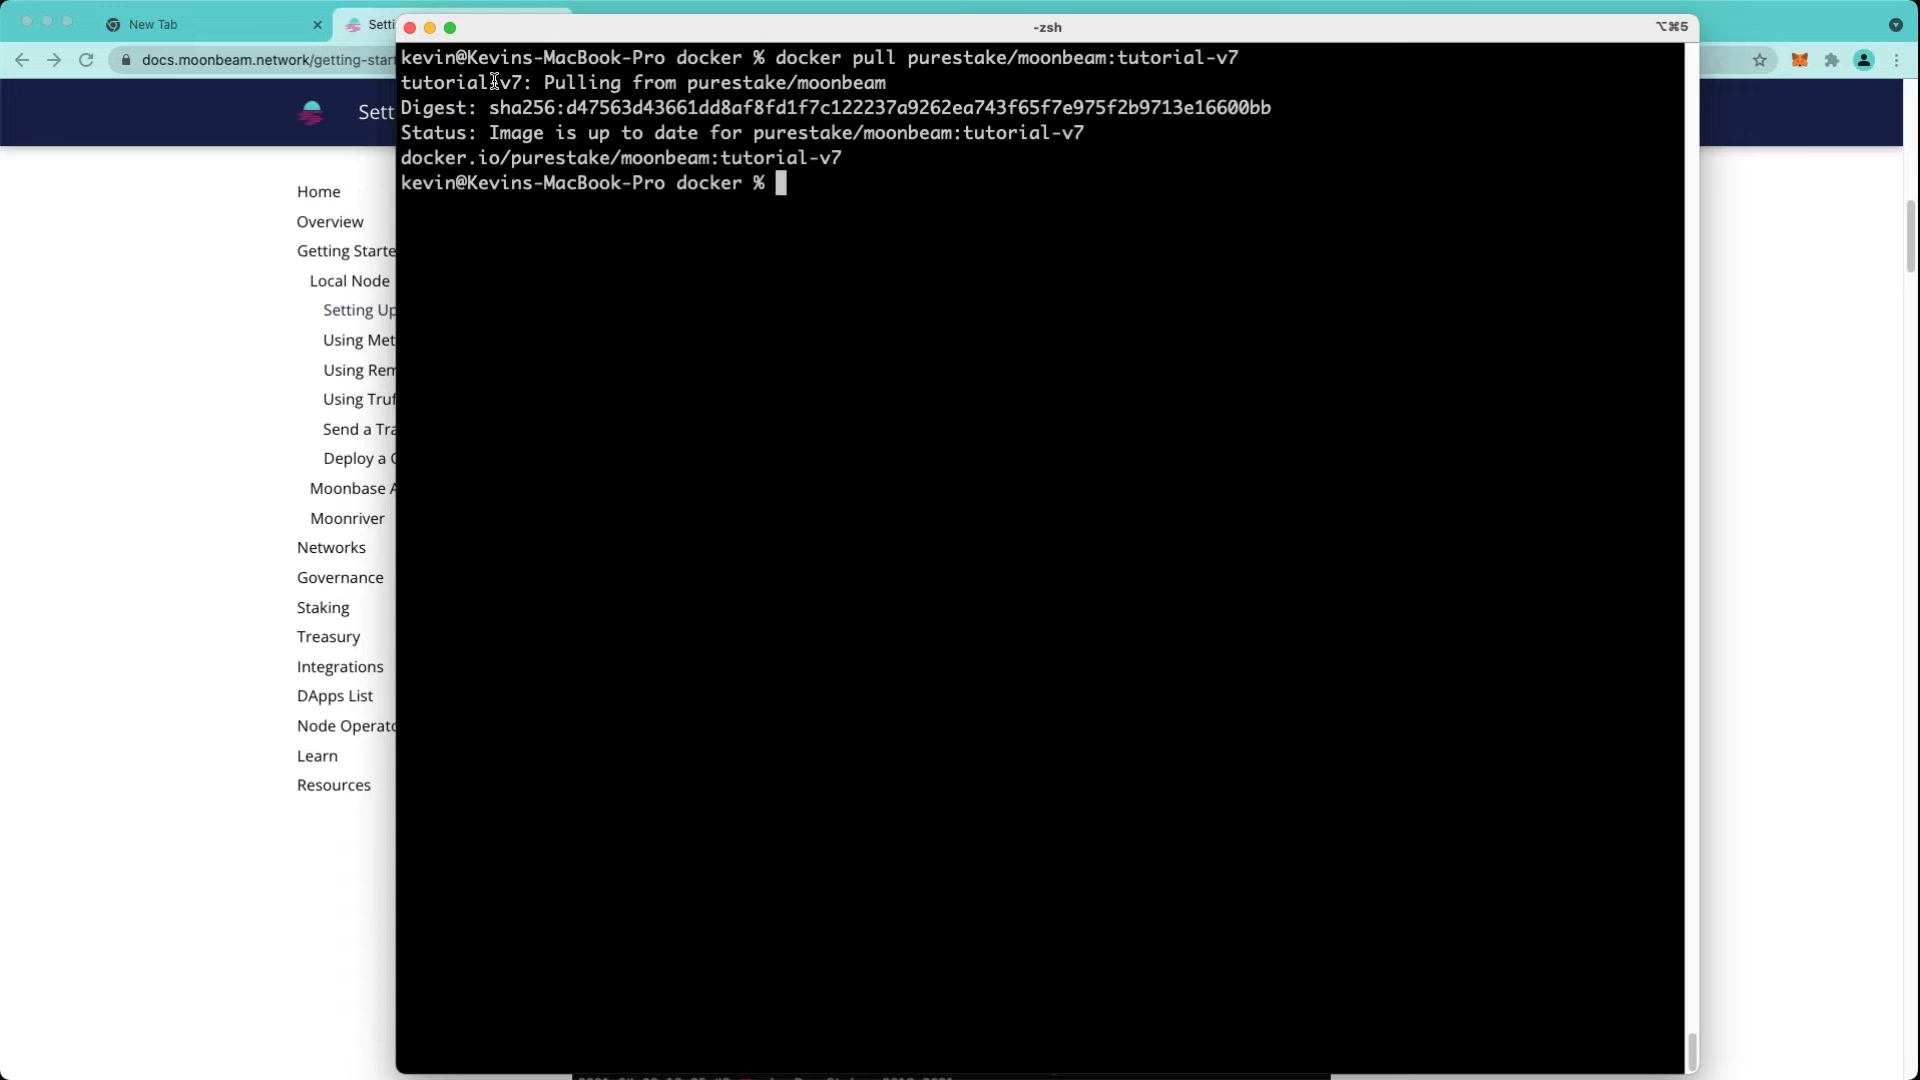 New Tab
Setti
-zsh
⌥⌘5
docs.moonbeam.network/getting-star
Sett
kevin@Kevins-MacBook-Pro docker % docker pull purestake/moonbeam:tutorial-v7
tutorial-v7: Pulling from purestake/moonbeam
Digest: sha256:d47563d43661dd8af8fd1f7c122237a9262ea743f65f7e975f2b9713e16600bb
Status: Image is up to date for purestake/moonbeam:tutorial-v7
docker.io/purestake/moonbeam:tutorial-v7
kevin@Kevins-MacBook-Pro docker %
Home
Overview
Getting Starte
Local Node
Setting Up
Using Met
Using Rem
Using Truf
Send a Tra
Deploy a C
Moonbase A
Moonriver
Networks
Governance
Staking
Treasury
Integrations
DApps List
Node Operato
Learn
Resources